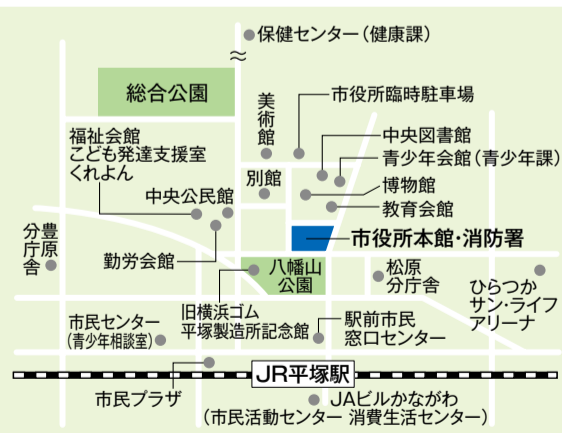 保健センター(健康課)
総合公園
美術館
市役所臨時駐車場
福祉会館
こども発達支援室
くれよん
中央図書館
青少年会館(青少年課)
別館
博物館
中央公民館
教育会館
市役所本館・消防署
豊原
分庁舎
勤労会館
八幡山
公園
松原
分庁舎
ひらつか
サン・ライフ
アリーナ
旧横浜ゴム
平塚製造所記念館
市民センター
(青少年相談室)
駅前市民
窓口センター
JR平塚駅
市民プラザ
JAビルかながわ
(市民活動センター 消費生活センター)